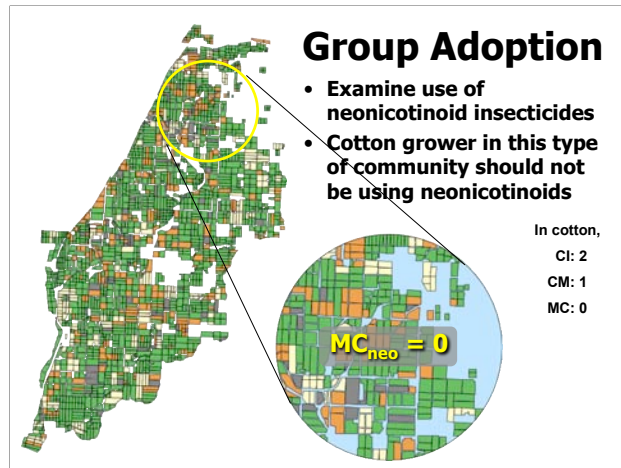 Group Adoption
• Examine use of
neonicotinoid insecticides
• Cotton grower in this type
of community should not
be using neonicotinoids
In cotton,
CI: 2
CM: 1
MC: 0
MCneo = 0